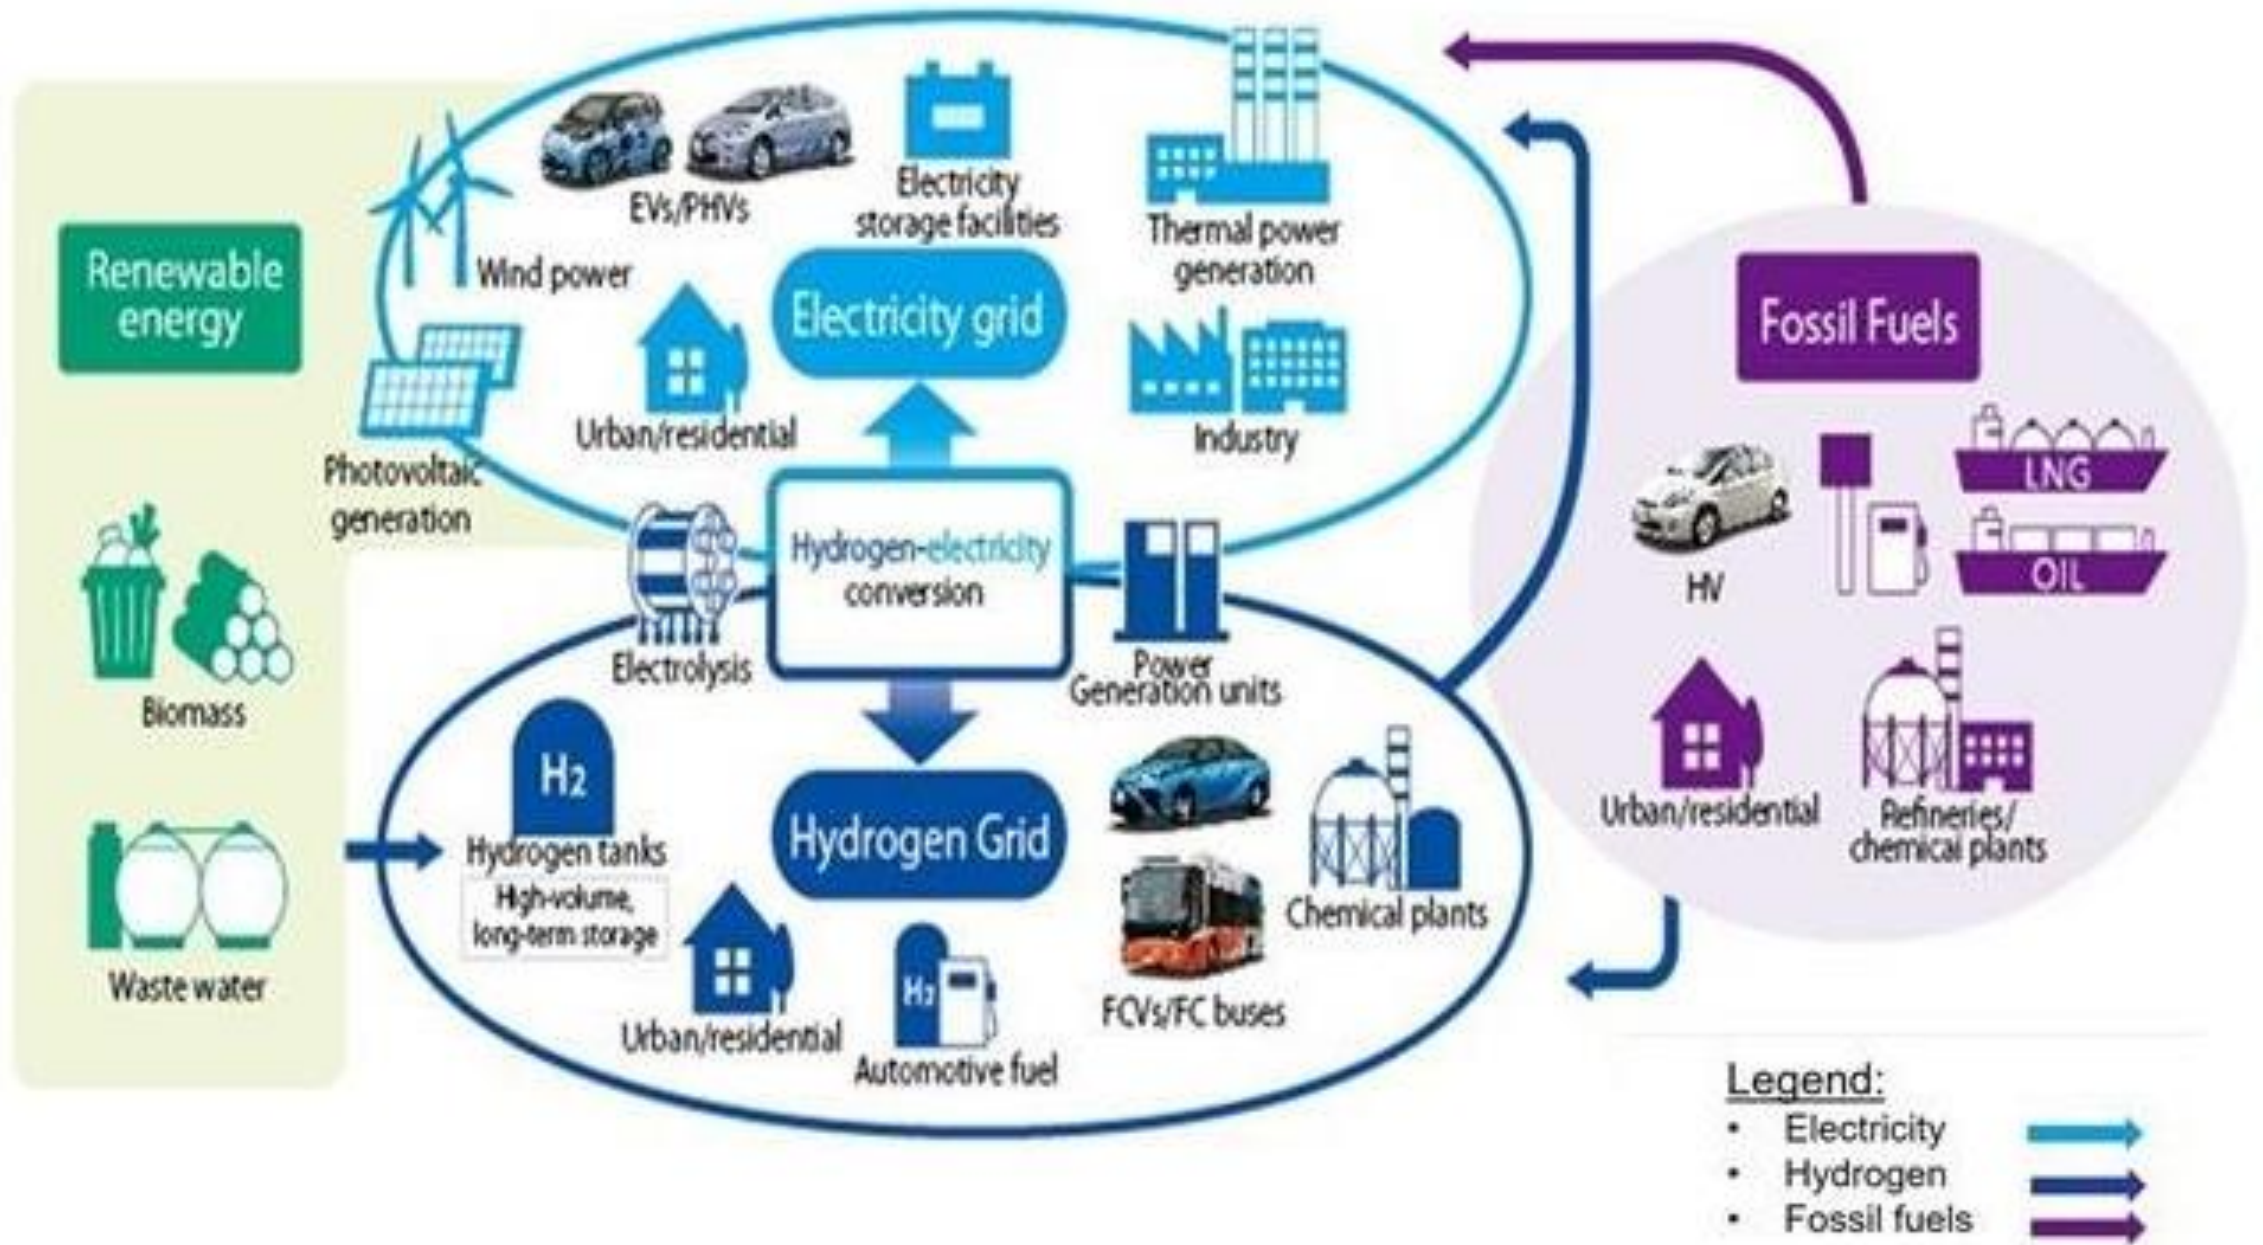 Renewable
energy
Biomass
Waste water
Wind power
Photovoltaic
generation
EVs/PHVs
Electricity
storage facilities
Thermal power
generation
Urban/residential
Electricity grid
Industry
Hydrogen-electricity
conversion
Electrolysis
Power
Generation units
H2
Hydrogen tanks
High-volume,
long-term storage
Hydrogen Grid
Urban/residential
H2
Automotive fuel
FCVs/FC buses
Chemical plants
Fossil Fuels
HV
LNG
OIL
Urban/residential
Refineries/
chemical plants
Legend:
• Electricity
• Hydrogen
• Fossil fuels